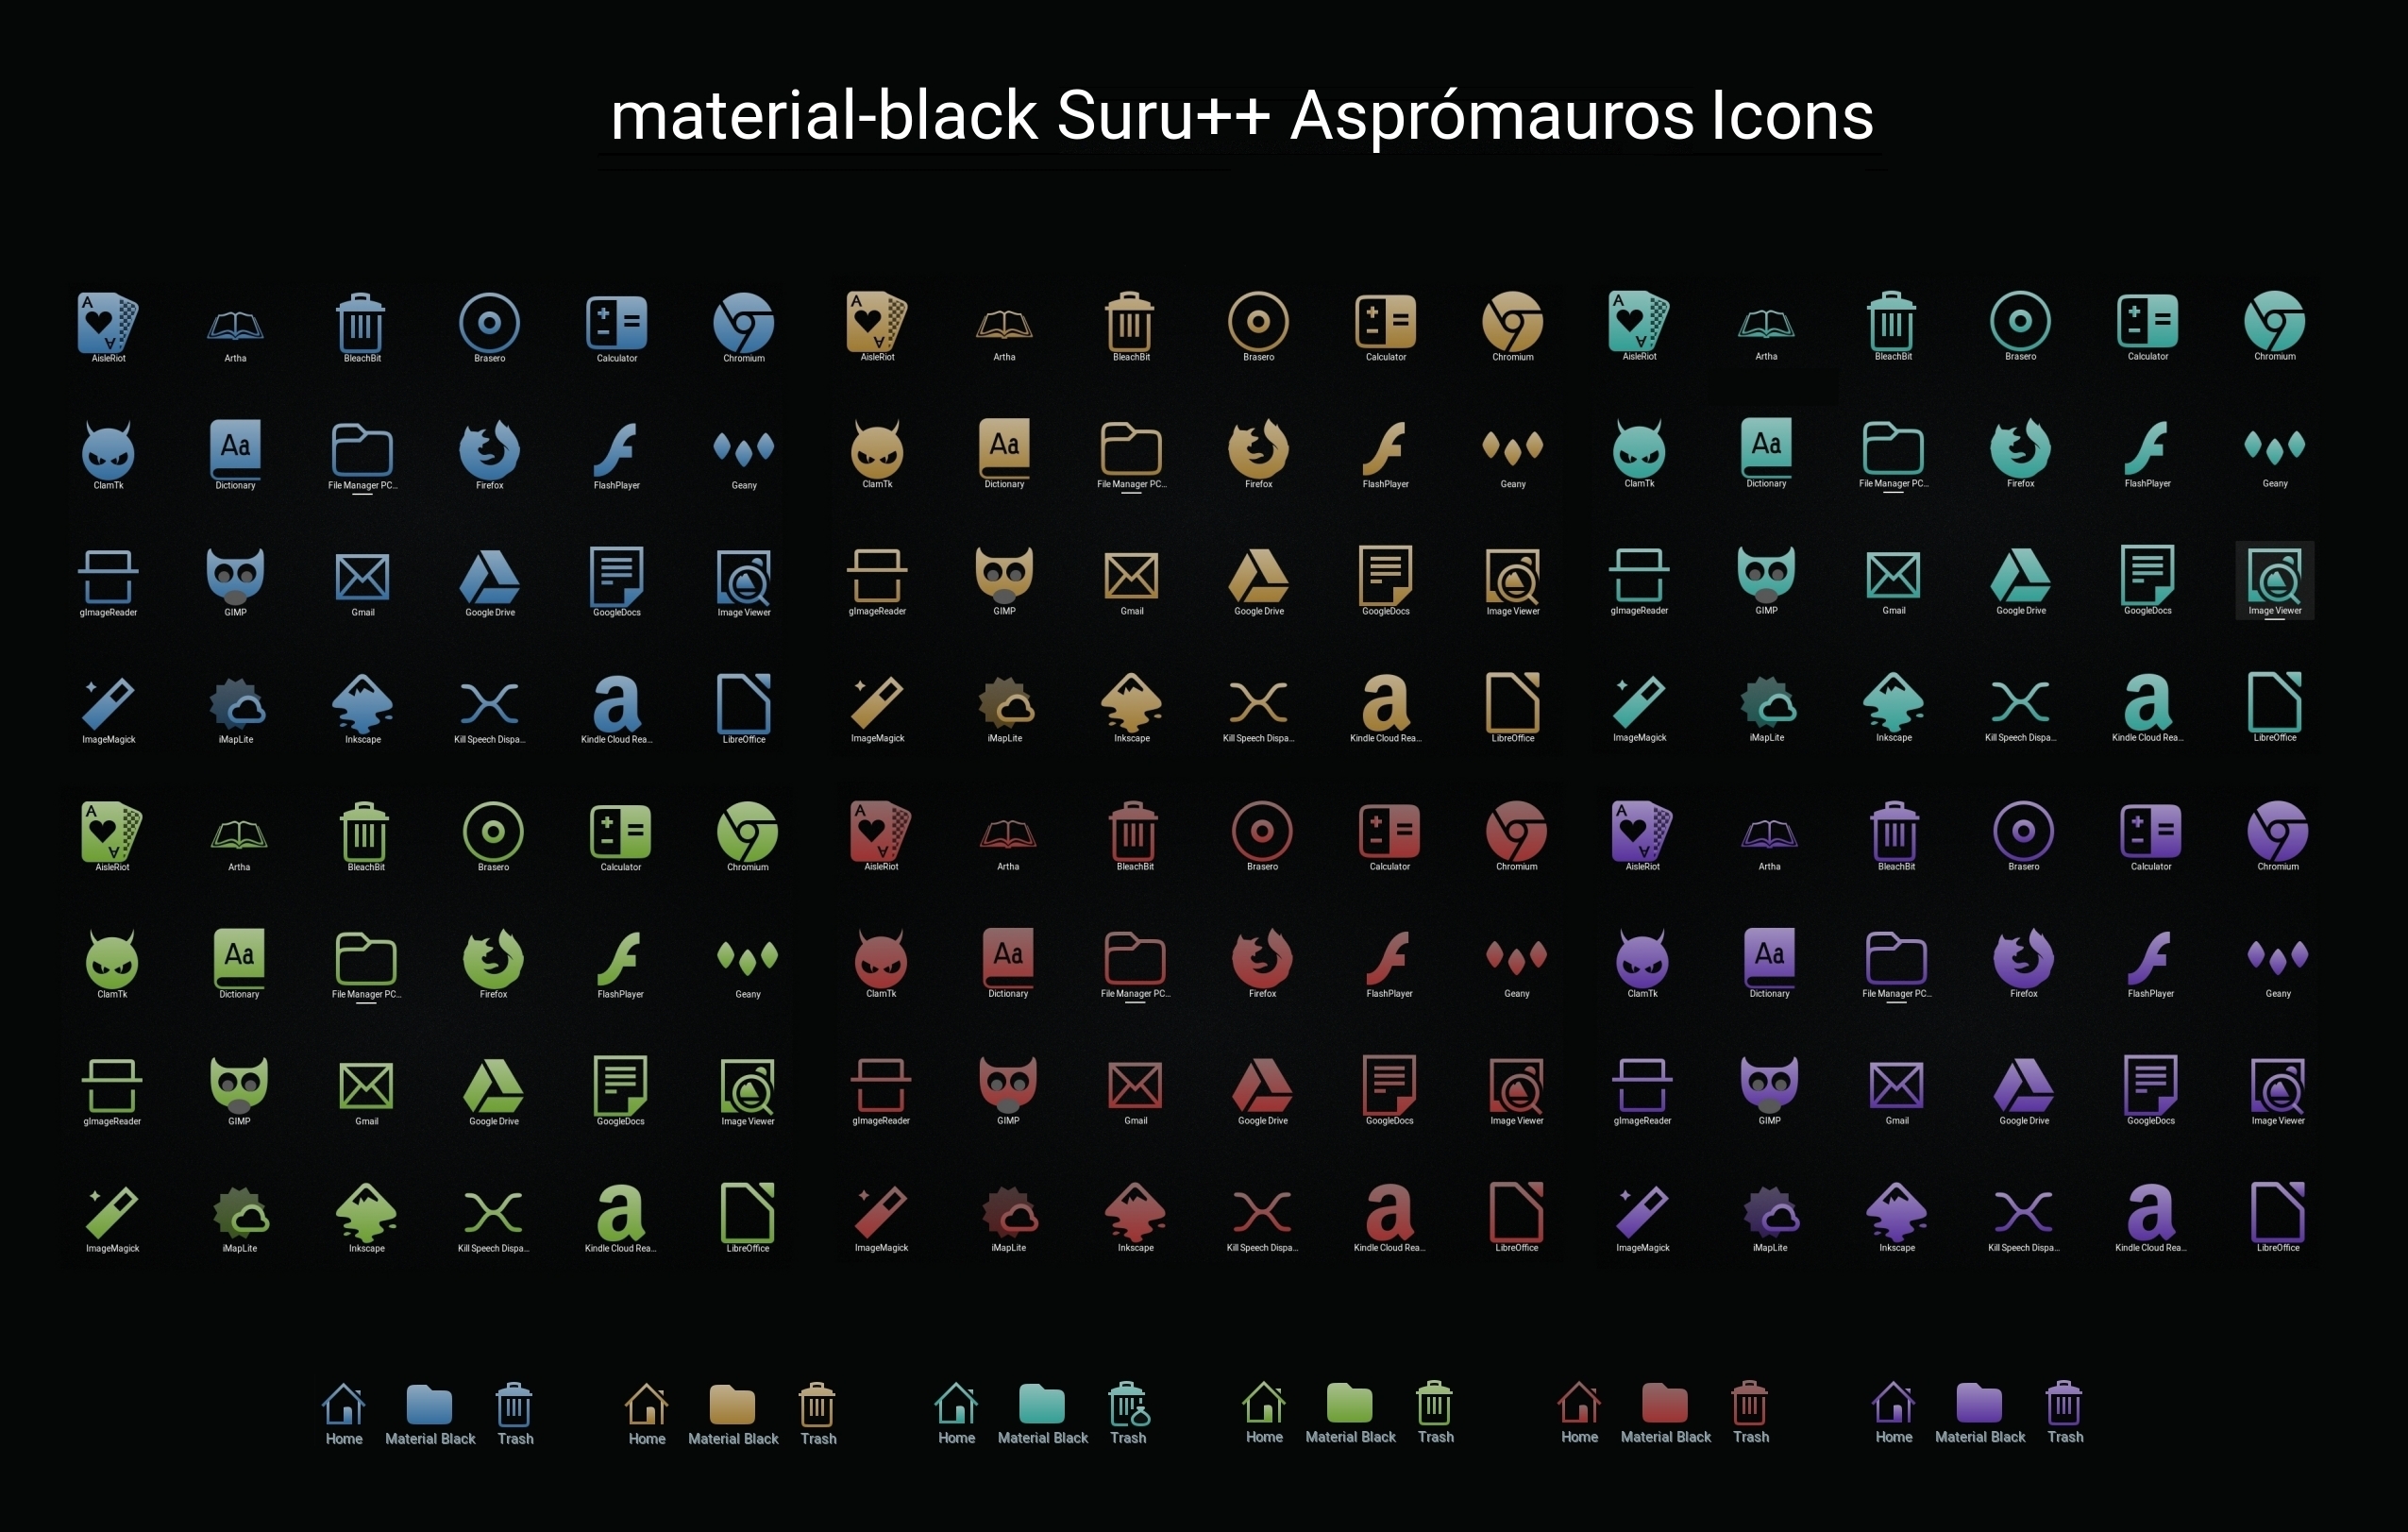 material-black Suru++ Asprómauros Icons
AisleRiot Artha BleachBit Brasero Calculator Chromium AisleRiot Artha BleachBit Brasero Calculator Chromium AisleRiot Artha BleachBit Brasero Calculator Chromium
ClamTk Dictionary File Manager PC... Firefox FlashPlayer Geany ClamTk Dictionary File Manager PC... Firefox FlashPlayer Geany ClamTk Dictionary File Manager PC... Firefox FlashPlayer Geany
gImageReader GIMP Gmail Google Drive GoogleDocs Image Viewer gImageReader GIMP Gmail Google Drive GoogleDocs Image Viewer gImageReader GIMP Gmail Google Drive GoogleDocs Image Viewer
ImageMagick iMapLite Inkscape Kill Speech Dispa... Kindle Cloud Rea... LibreOffice ImageMagick iMapLite Inkscape Kill Speech Dispa... Kindle Cloud Rea... LibreOffice ImageMagick iMapLite Inkscape Kill Speech Dispa... Kindle Cloud Rea... LibreOffice
AisleRiot Artha BleachBit Brasero Calculator Chromium AisleRiot Artha BleachBit Brasero Calculator Chromium AisleRiot Artha BleachBit Brasero Calculator Chromium
ClamTk Dictionary File Manager PC... Firefox FlashPlayer Geany ClamTk Dictionary File Manager PC... Firefox FlashPlayer Geany ClamTk Dictionary File Manager PC... Firefox FlashPlayer Geany
gImageReader GIMP Gmail Google Drive GoogleDocs Image Viewer gImageReader GIMP Gmail Google Drive GoogleDocs Image Viewer gImageReader GIMP Gmail Google Drive GoogleDocs Image Viewer
ImageMagick iMapLite Inkscape Kill Speech Dispa... Kindle Cloud Rea... LibreOffice ImageMagick iMapLite Inkscape Kill Speech Dispa... Kindle Cloud Rea... LibreOffice ImageMagick iMapLite Inkscape Kill Speech Dispa... Kindle Cloud Rea... LibreOffice
Home Material Black Trash Home Material Black Trash Home Material Black Trash Home Material Black Trash Home Material Black Trash Home Material Black Trash